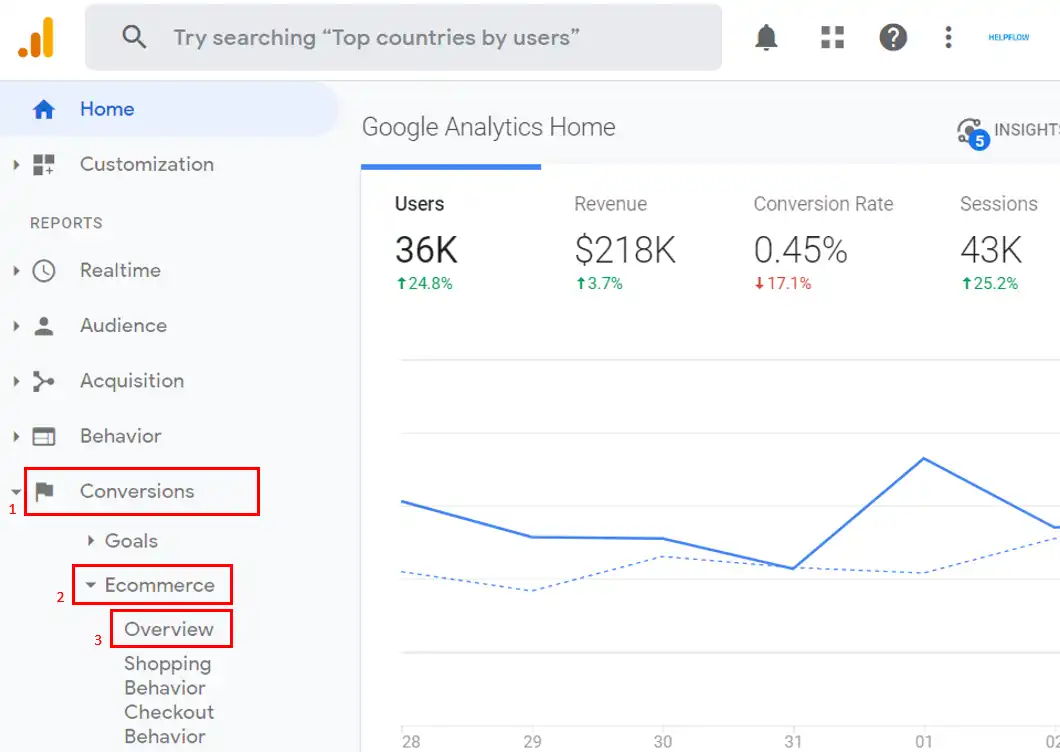 Try searching “Top countries by users”
HELPFLOW
Home
Customization
REPORTS
Realtime
Audience
Acquisition
Behavior
1
Conversions
Goals
2
Ecommerce
3
Overview
Shopping
Behavior
Checkout
Behavior
Google Analytics Home
5
INSIGHTS
Users
36K
24.8%
Revenue
$218K
3.7%
Conversion Rate
0.45%
17.1%
Sessions
43K
25.2%
28
29
30
31
01
02